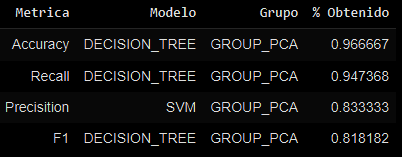 Metrica Modelo Grupo % Obtenido
Accuracy DECISION_TREE GROUP_PCA 0.966667
Recall DECISION_TREE GROUP_PCA 0.947368
Precisition SVM GROUP_PCA 0.833333
F1 DECISION_TREE GROUP_PCA 0.818182